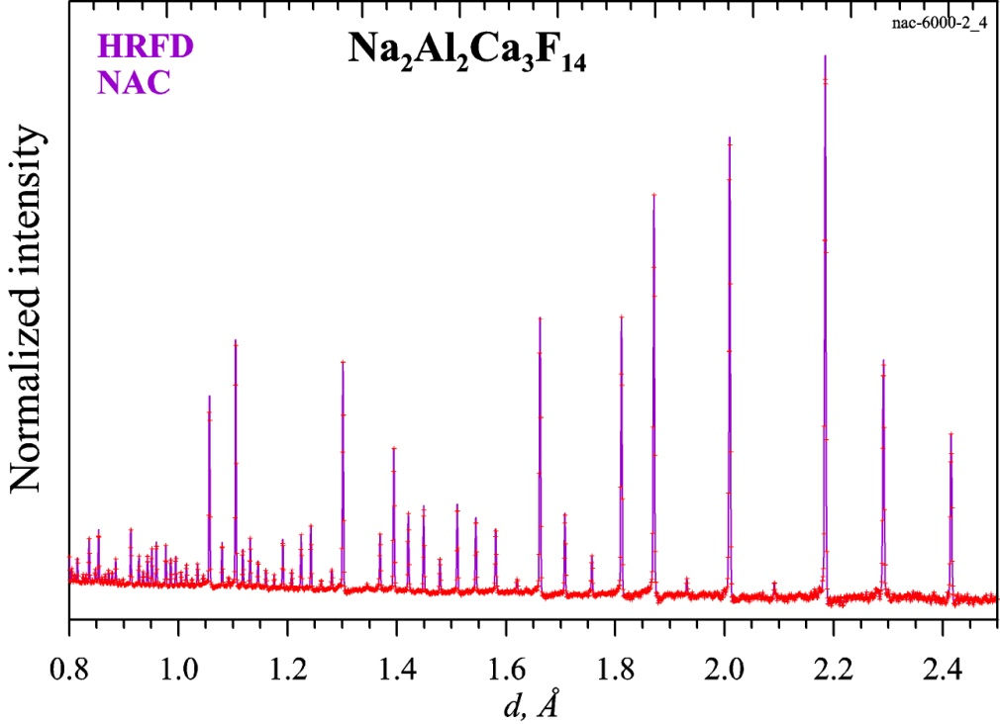 nac-6000-2_4
HRFD
NAC
Na₂Al₂Ca₃F₁₄
Normalized intensity
0.8 1.0 1.2 1.4 1.6 1.8 2.0 2.2 2.4
d, Å